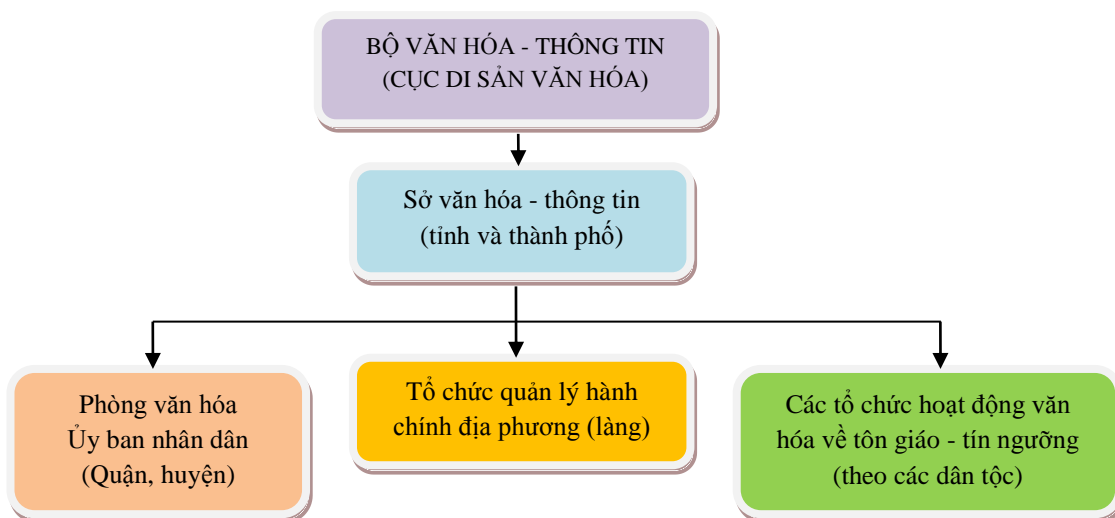 BỘ VĂN HÓA - THÔNG TIN
(CỤC DI SẢN VĂN HÓA)
Sở văn hóa - thông tin
(tỉnh và thành phố)
Phòng văn hóa
Ủy ban nhân dân
(Quận, huyện)
Tổ chức quản lý hành
chính địa phương (làng)
Các tổ chức hoạt động văn
hóa về tôn giáo - tín ngưỡng
(theo các dân tộc)